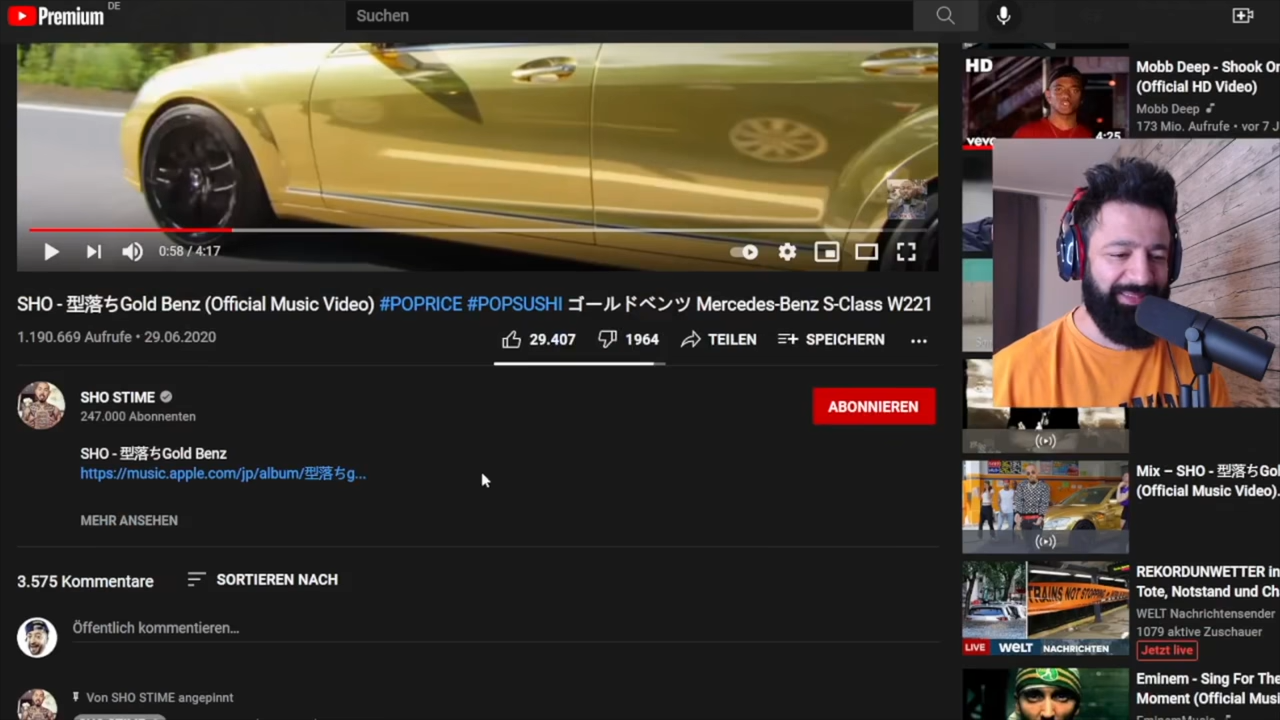 Premium DE
Suchen
HD
Mobb Deep - Shook On
(Official HD Video)
Mobb Deep
173 Mio. Aufrufe • vor 7 J
vevo
4:25
0:58 / 4:17
SHO - 型落ちGold Benz (Official Music Video) #POPRICE #POPSUSHI ゴールドベンツ Mercedes-Benz S-Class W221
1.190.669 Aufrufe • 29.06.2020
29.407
1964
TEILEN
SPEICHERN
SHO STIME
247.000 Abonnenten
ABONNIEREN
SHO - 型落ちGold Benz
https://music.apple.com/jp/album/型落ちg...
MEHR ANSEHEN
Mix – SHO - 型落ちGol
(Official Music Video)
3.575 Kommentare
SORTIEREN NACH
Öffentlich kommentieren...
REKORDUNWETTER in
Tote, Notstand und Ch
WELT Nachrichtensender
1079 aktive Zuschauer
Jetzt live
TRAINS NOT STOPPING
LIVE WELT NACHRICHTEN
Eminem - Sing For The
Moment (Official Musi
EminemMusic
Von SHO STIME angepinnt
SHO STIME